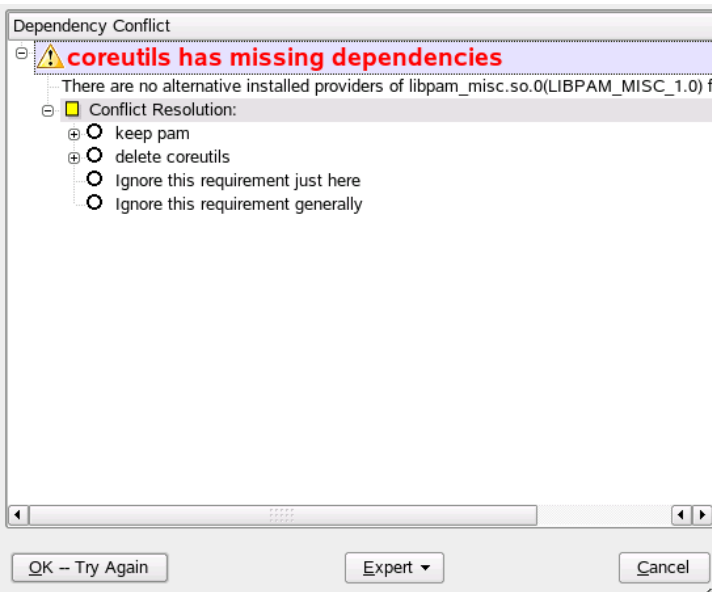 Dependency Conflict
coreutils has missing dependencies
There are no alternative installed providers of libpam_misc.so.0(LIBPAM_MISC_1.0) f
Conflict Resolution:
keep pam
delete coreutils
Ignore this requirement just here
Ignore this requirement generally
OK -- Try Again Expert Cancel